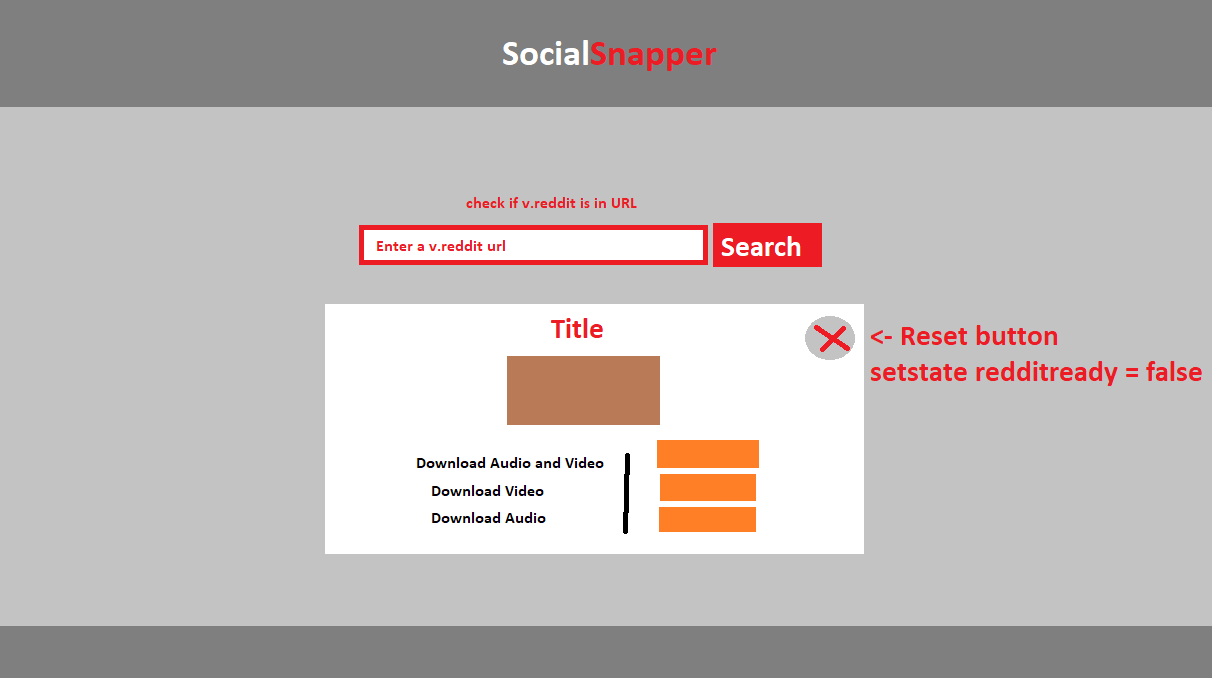 SocialSnapper
check if v.reddit is in URL
Enter a v.reddit url
Search
Title
<- Reset button
setstate redditready = false
Download Audio and Video
Download Video
Download Audio